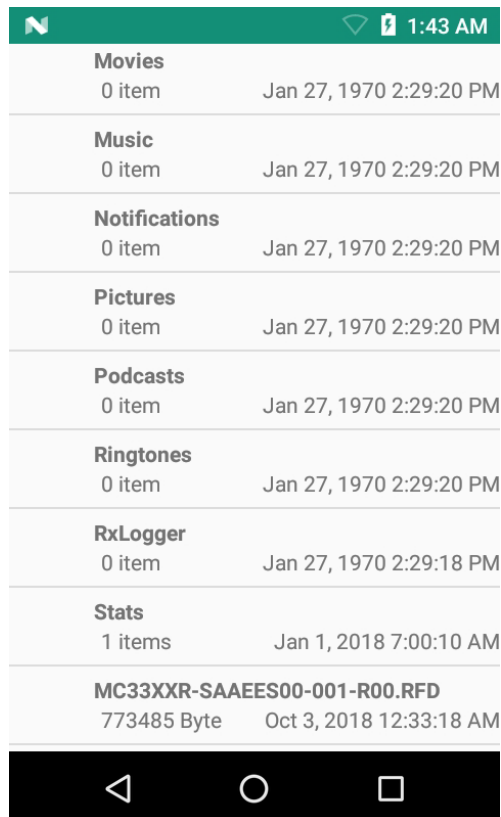 1:43 AM
Movies
0 item Jan 27, 1970 2:29:20 PM
Music
0 item Jan 27, 1970 2:29:20 PM
Notifications
0 item Jan 27, 1970 2:29:20 PM
Pictures
0 item Jan 27, 1970 2:29:20 PM
Podcasts
0 item Jan 27, 1970 2:29:20 PM
Ringtones
0 item Jan 27, 1970 2:29:20 PM
RxLogger
0 item Jan 27, 1970 2:29:18 PM
Stats
1 items Jan 1, 2018 7:00:10 AM
MC33XXR-SAAEES00-001-R00.RFD
773485 Byte Oct 3, 2018 12:33:18 AM